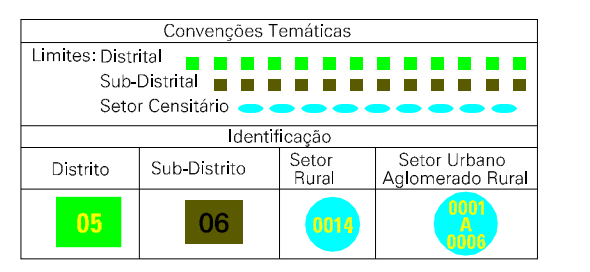 Convenções Temáticas
Limites: Distrital
Sub-Distrital
Setor Censitário
Identificação
Distrito
Sub-Distrito
Setor
Rural
Setor Urbano
Aglomerado Rural
05
06
0014
0001
A
0006